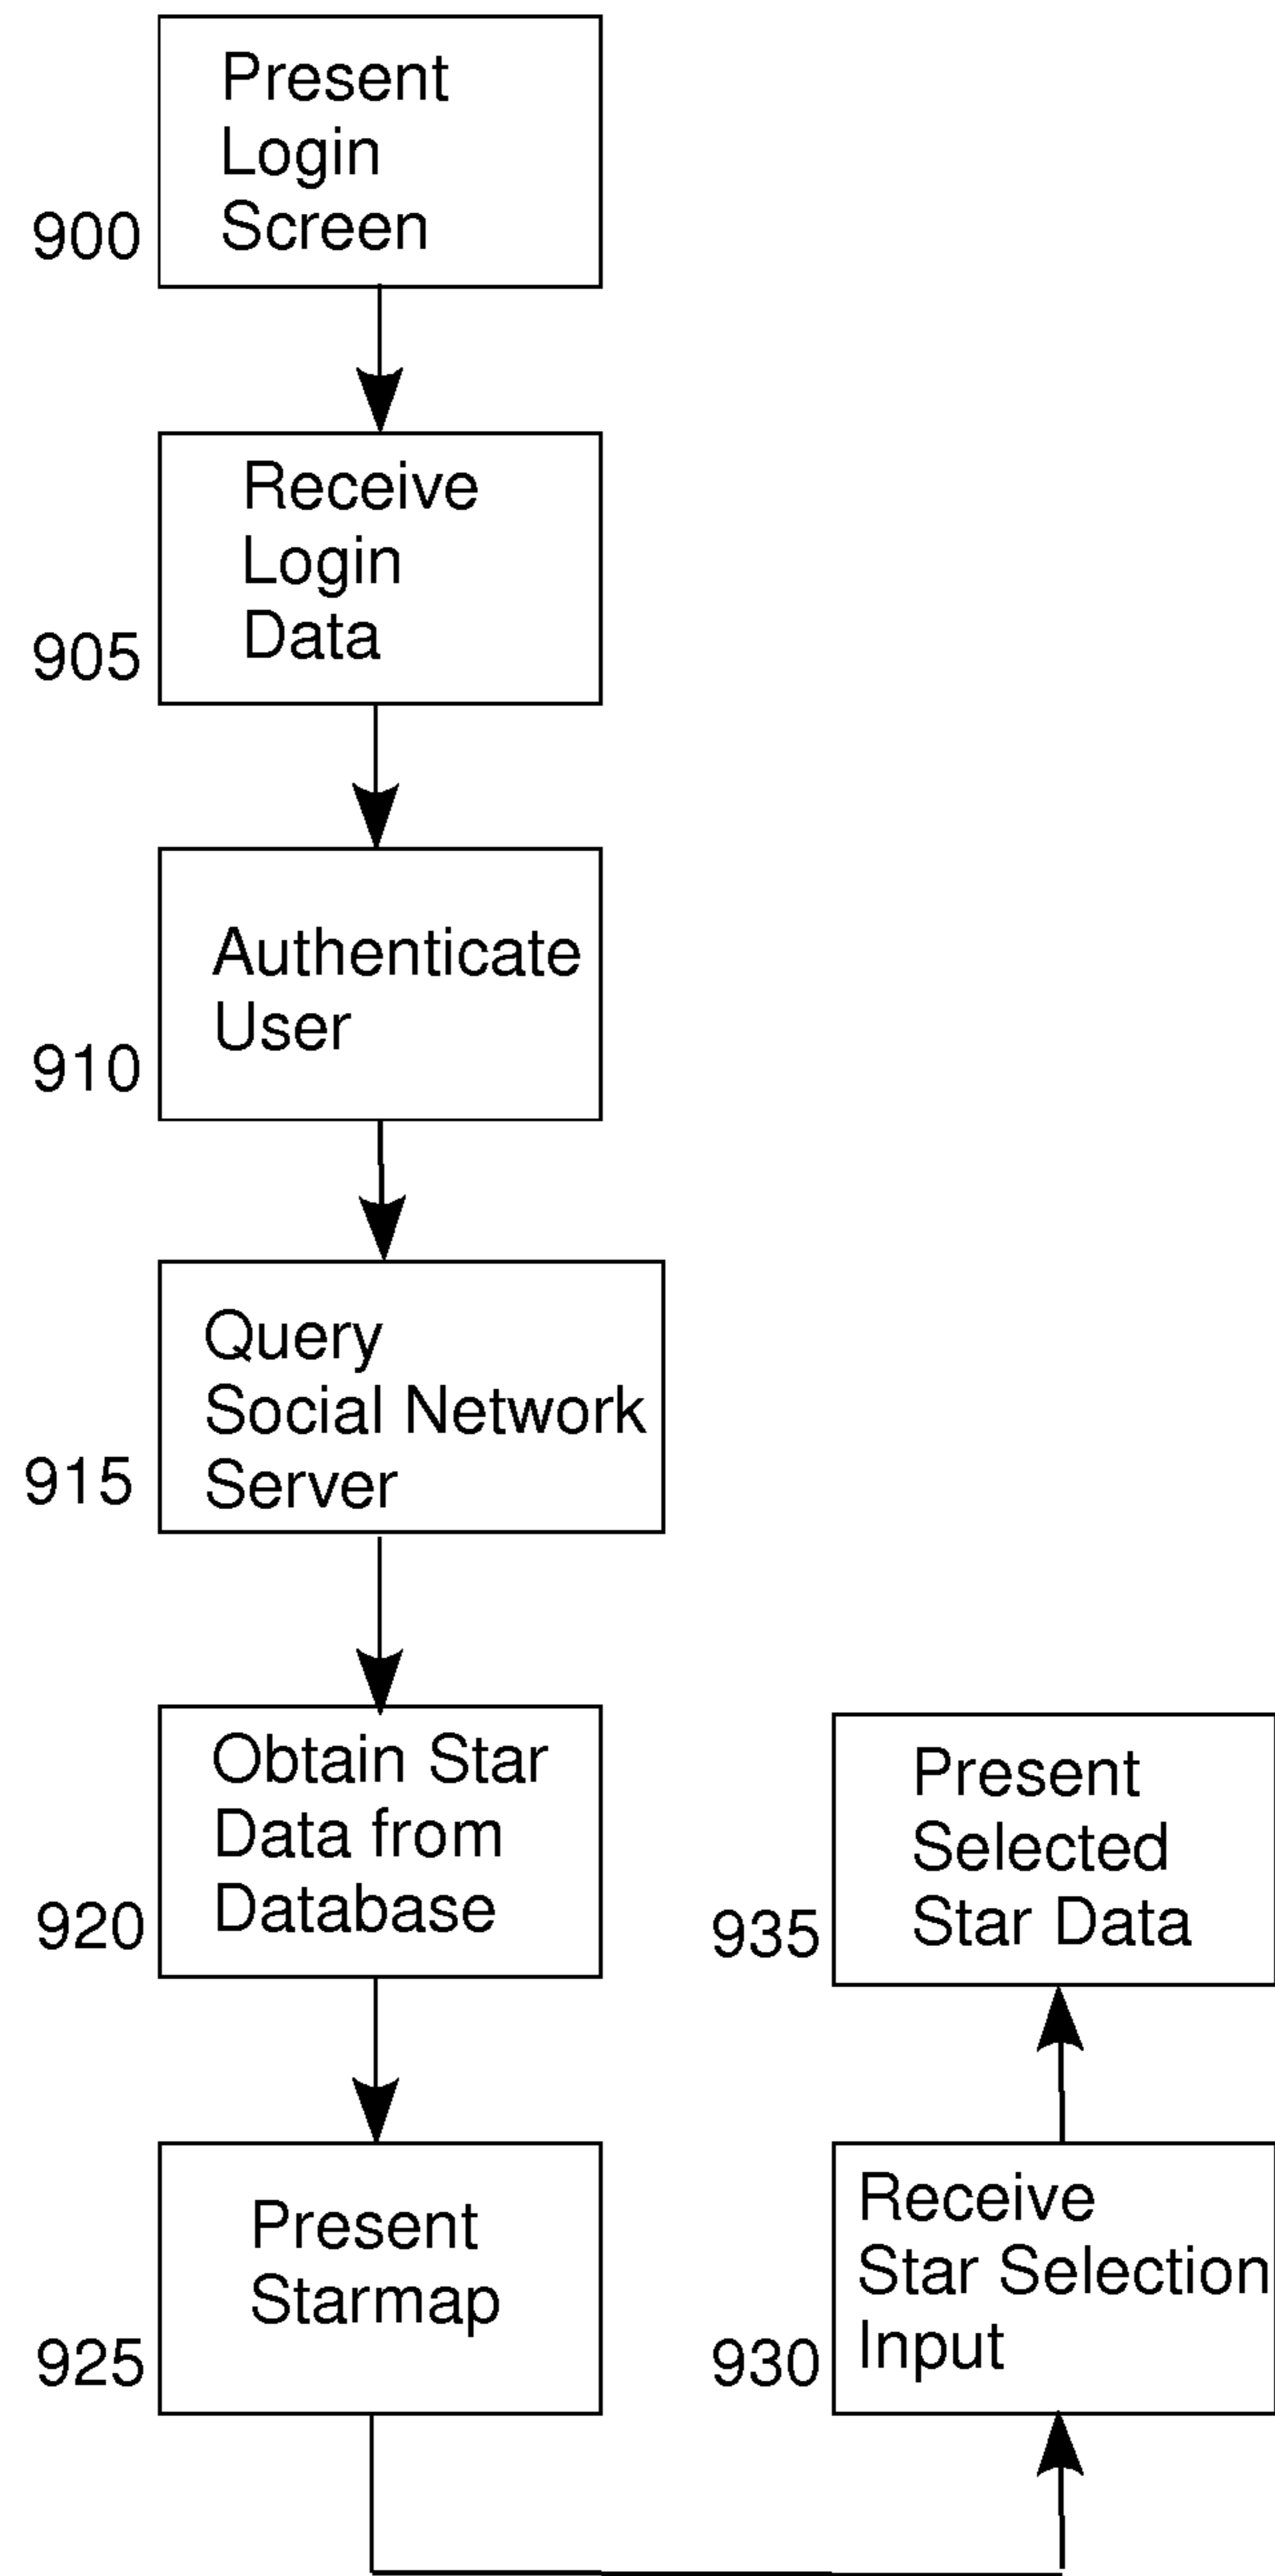 Present
Login
Screen
900
Receive
Login
Data
905
Authenticate
User
910
Query
Social Network
Server
915
Obtain Star
Data from
Database
920
Present
Starmap
925
Receive
Star Selection
Input
930
Present
Selected
Star Data
935